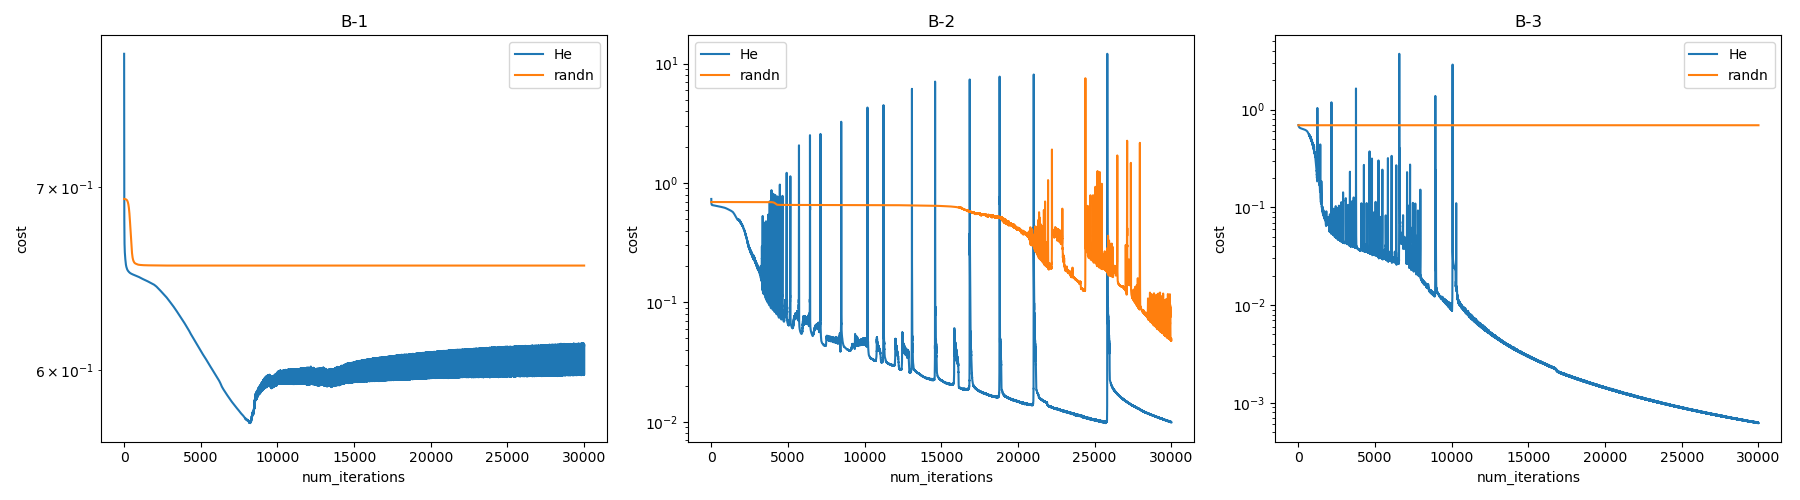 B-1
He
randn
7 × 10⁻¹
6 × 10⁻¹
cost
0 5000 10000 15000 20000 25000 30000
num_iterations
B-2
He
randn
10¹
10⁰
10⁻¹
10⁻²
cost
0 5000 10000 15000 20000 25000 30000
num_iterations
B-3
He
randn
10⁰
10⁻¹
10⁻²
10⁻³
cost
0 5000 10000 15000 20000 25000 30000
num_iterations